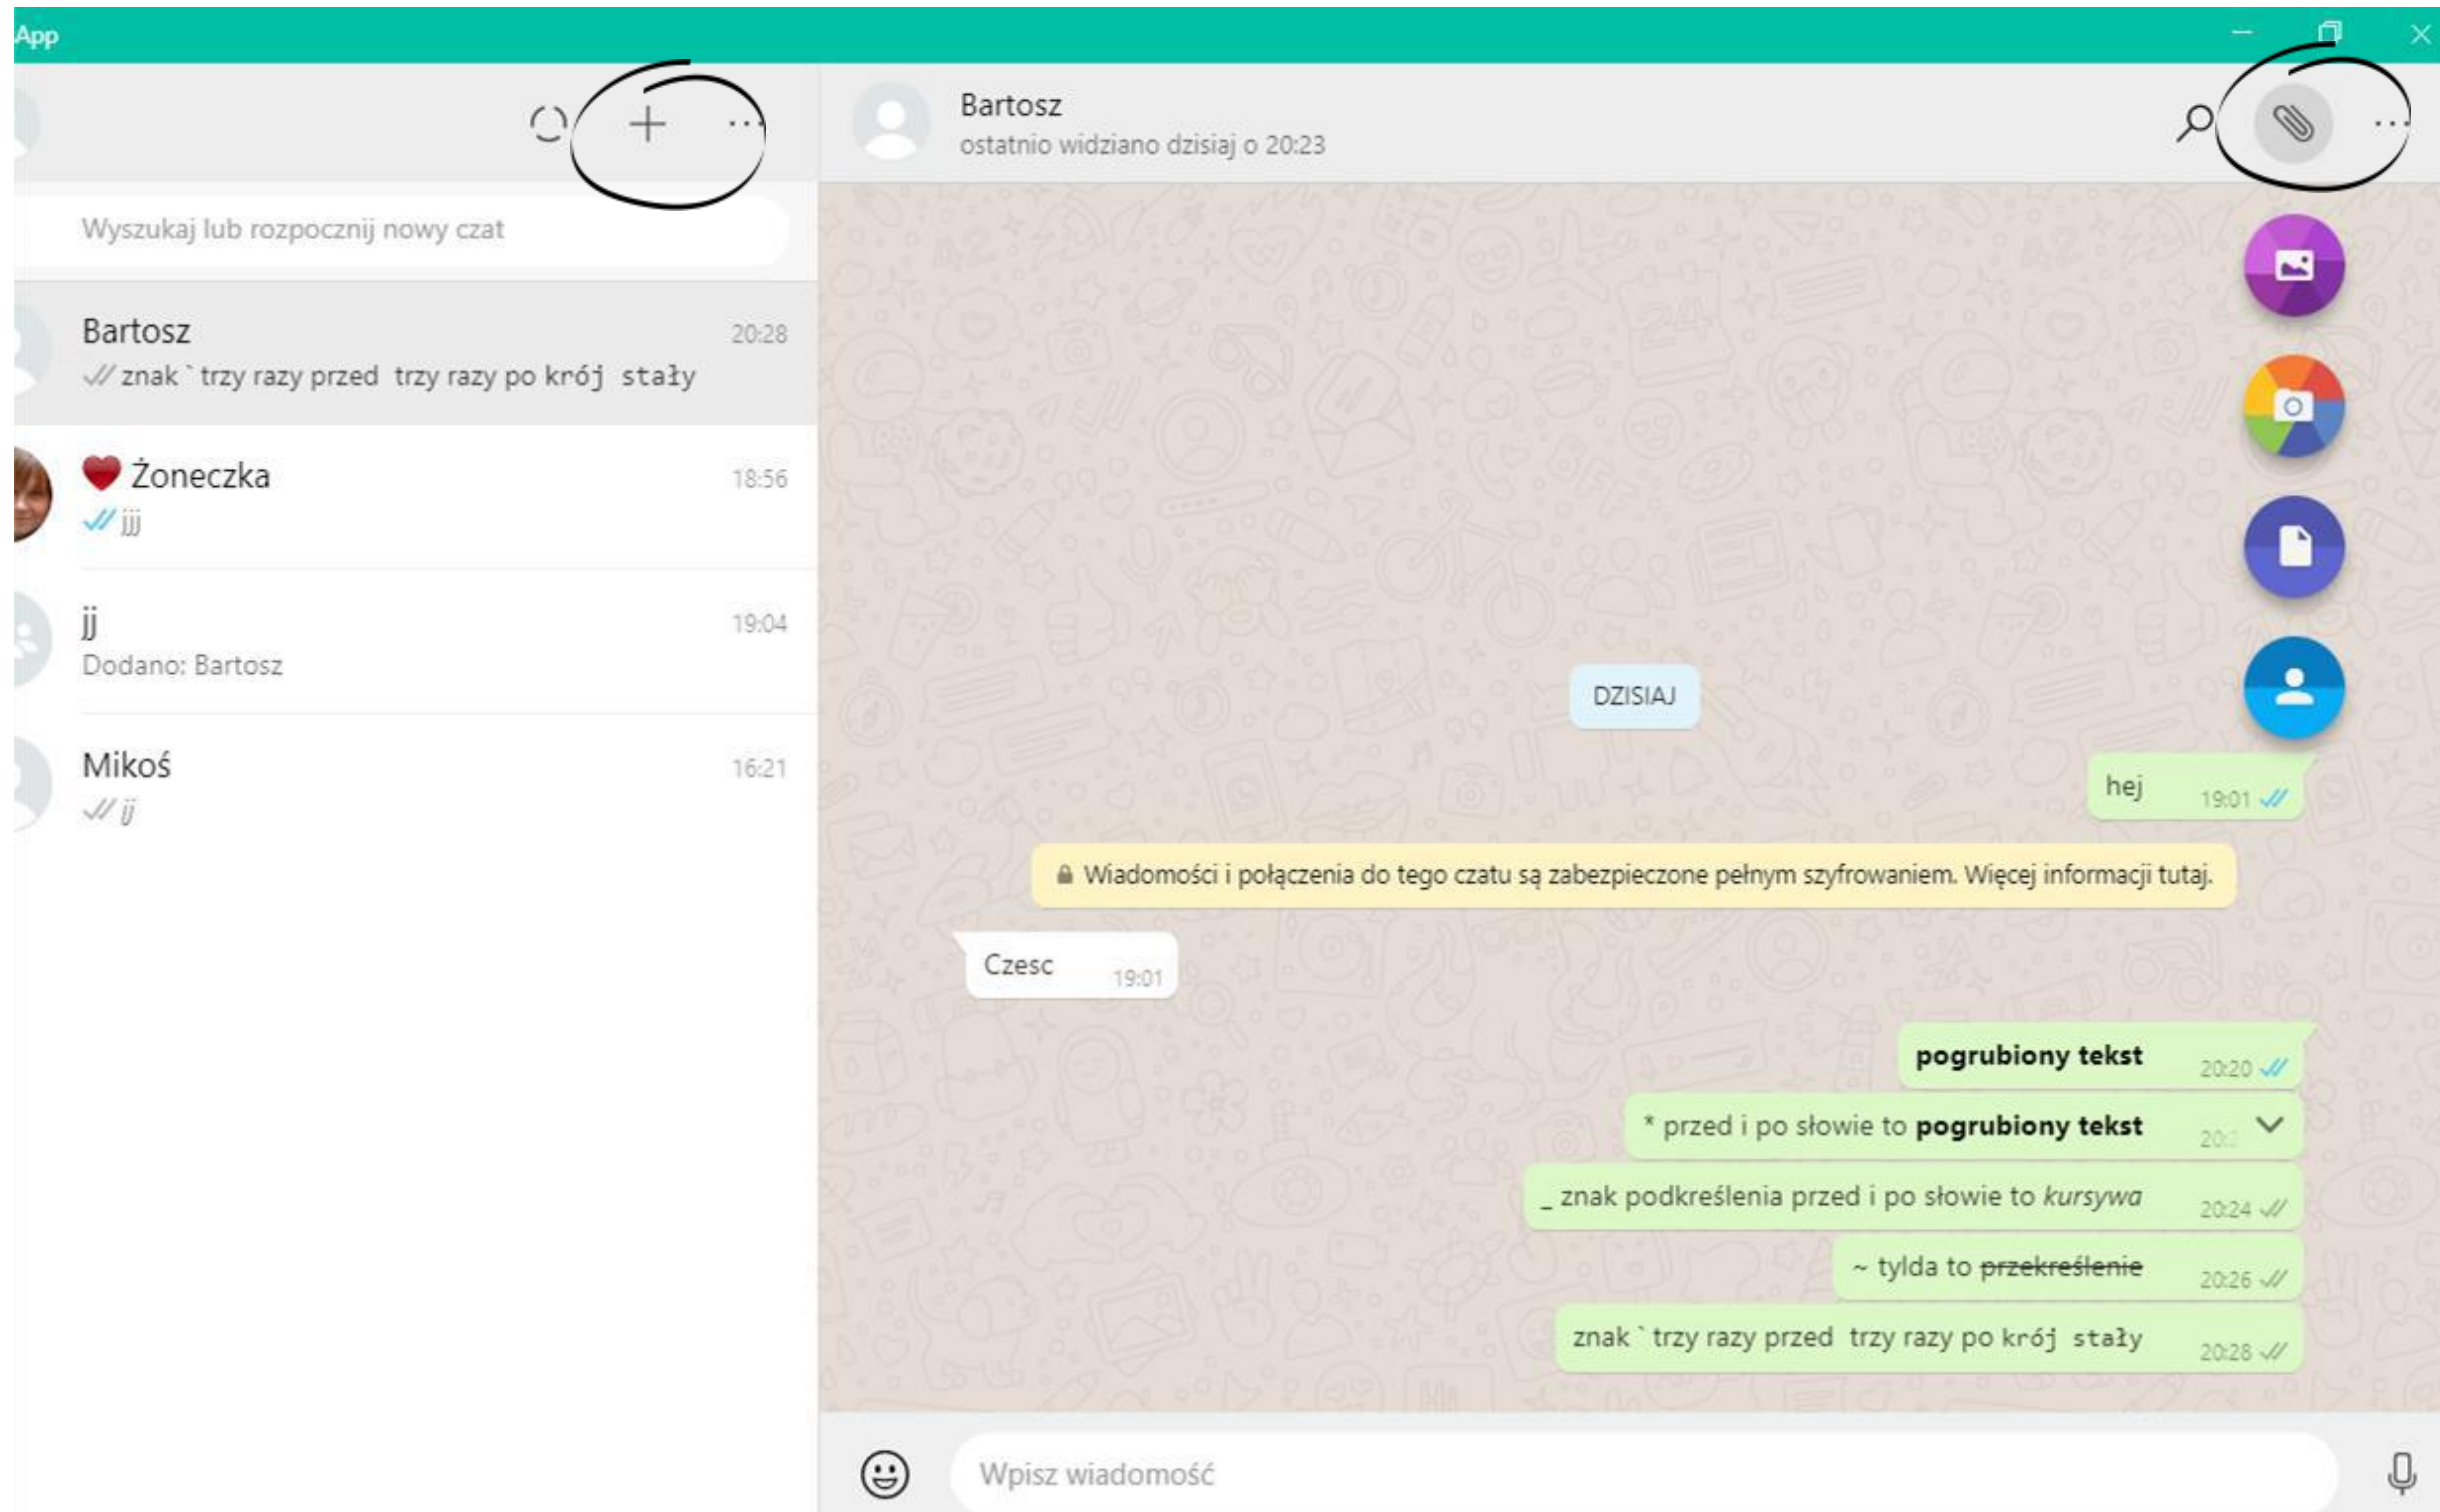 App
Wyszukaj lub rozpocznij nowy czat
Bartosz 20:28
znak ` trzy razy przed trzy razy po krój stały
Żoneczka 18:56
jjj
jj 19:04
Dodano: Bartosz
Mikoś 16:21
jj
Bartosz
ostatnio widziano dzisiaj o 20:23
DZISIAJ
hej 19:01
Wiadomości i połączenia do tego czatu są zabezpieczone pełnym szyfrowaniem. Więcej informacji tutaj.
Czesc 19:01
pogrubiony tekst 20:20
* przed i po słowie to pogrubiony tekst
_ znak podkreślenia przed i po słowie to kursywa 20:24
~ tylda to przekreślenie 20:26
znak ` trzy razy przed trzy razy po krój stały 20:28
Wpisz wiadomość